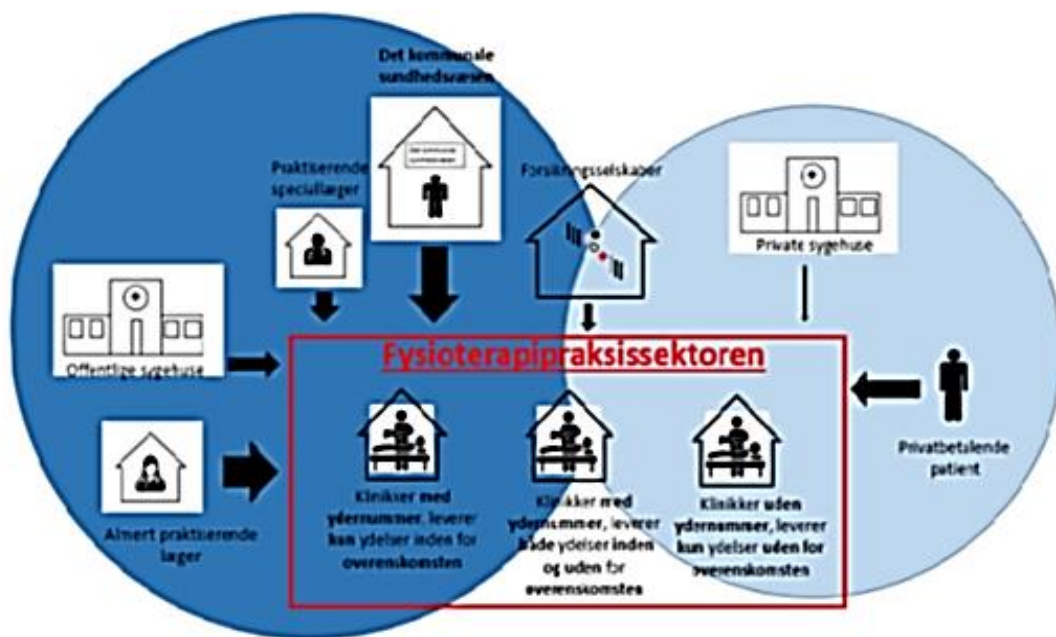 Det kommunale
sundhedsvæsen
Praktiserende
speciallæger
Forsikringsselskaber
Private sygehuse
Offentlige sygehuse
Fysioterapipraksissektoren
Privatbetalende
patient
Alment praktiserende
læger
Klinikker med
ydernummer, leverer
kun ydelser inden for
overenskomsten
Klinikker med
ydernummer, leverer
både ydelser inden
og uden for
overenskomsten
Klinikker uden
ydernummer, leverer
kun ydelser uden for
overenskomsten